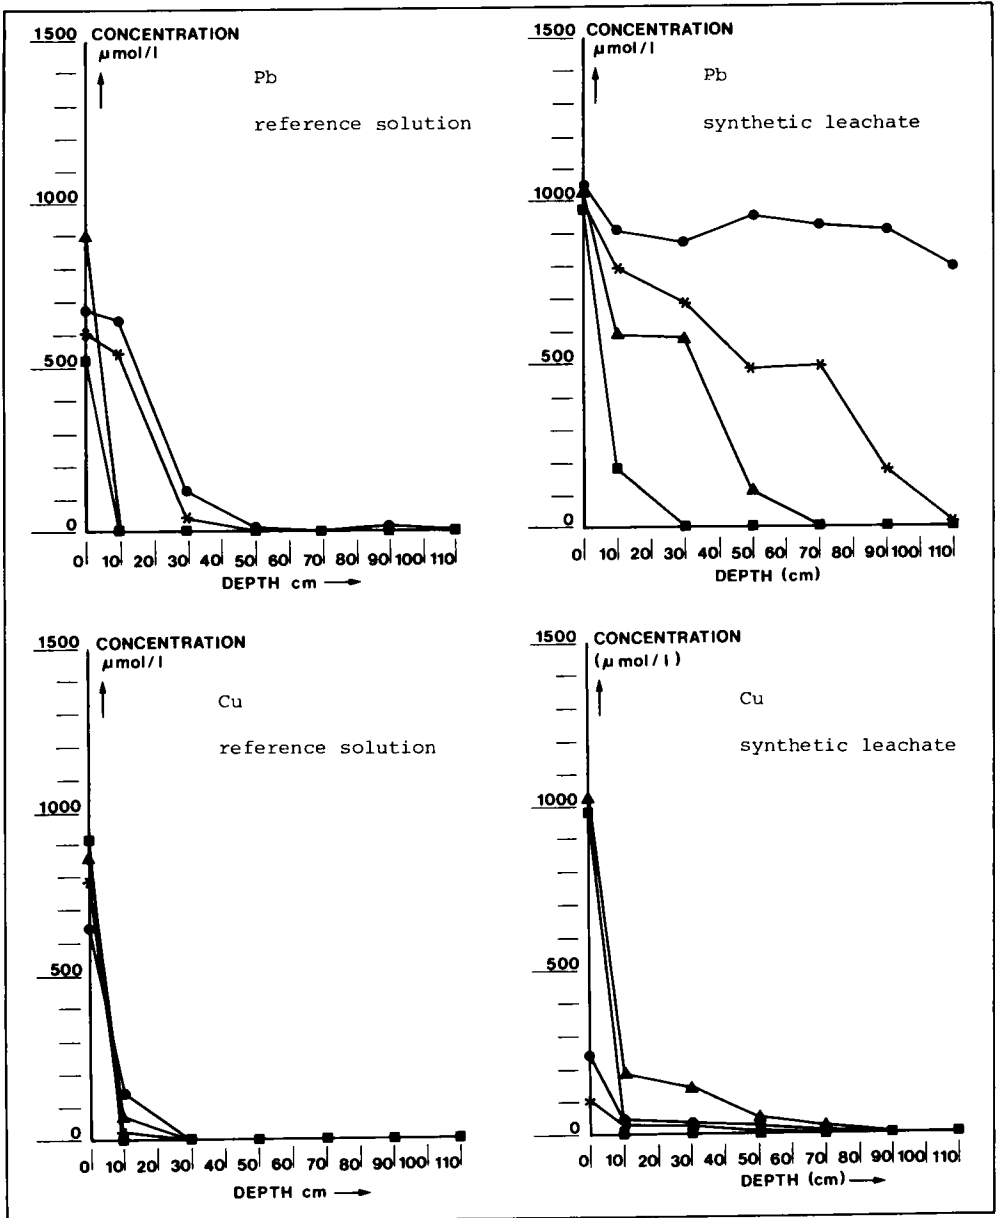 1500 CONCENTRATION
µmol/l
Pb
reference solution
1000
500
0
0 10 30 40 50 60 70 80 90 100 110
DEPTH cm
1500 CONCENTRATION
µmol/l
Pb
synthetic leachate
1000
500
0
0 10 20 30 40 50 60 70 80 90 100 110
DEPTH (cm)
1500 CONCENTRATION
µmol/l
Cu
reference solution
1000
500
0
0 10 30 40 50 60 70 80 90 100 110
DEPTH cm
1500 CONCENTRATION
(µmol/l)
Cu
synthetic leachate
1000
500
0
0 10 20 30 40 50 60 70 80 90 100 110
DEPTH (cm)